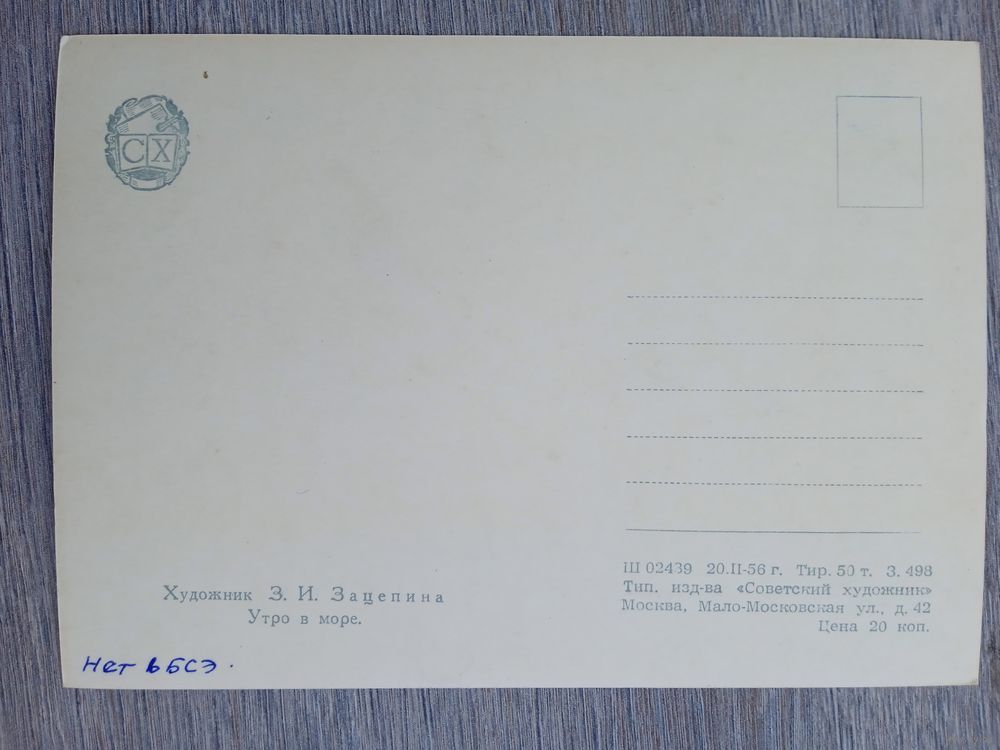 СХ
Художник З. И. Зацепина
Утро в море.
Нет в БСЭ.
Ш 02439 20.II-56 г. Тир. 50 т. З. 498
Тип. изд-ва «Советский художник»
Москва, Мало-Московская ул., д. 42
Цена 20 коп.